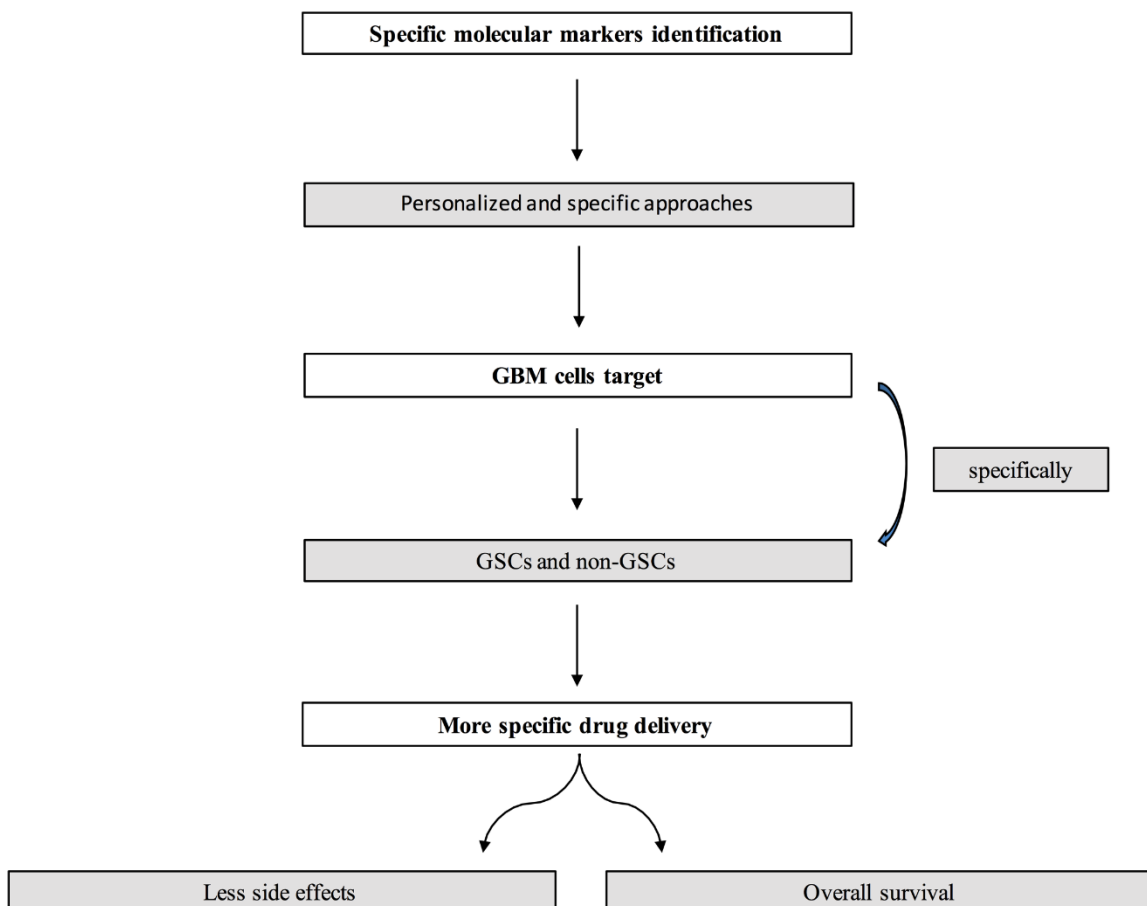 Specific molecular markers identification
Personalized and specific approaches
GBM cells target
specifically
GSCs and non-GSCs
More specific drug delivery
Less side effects
Overall survival